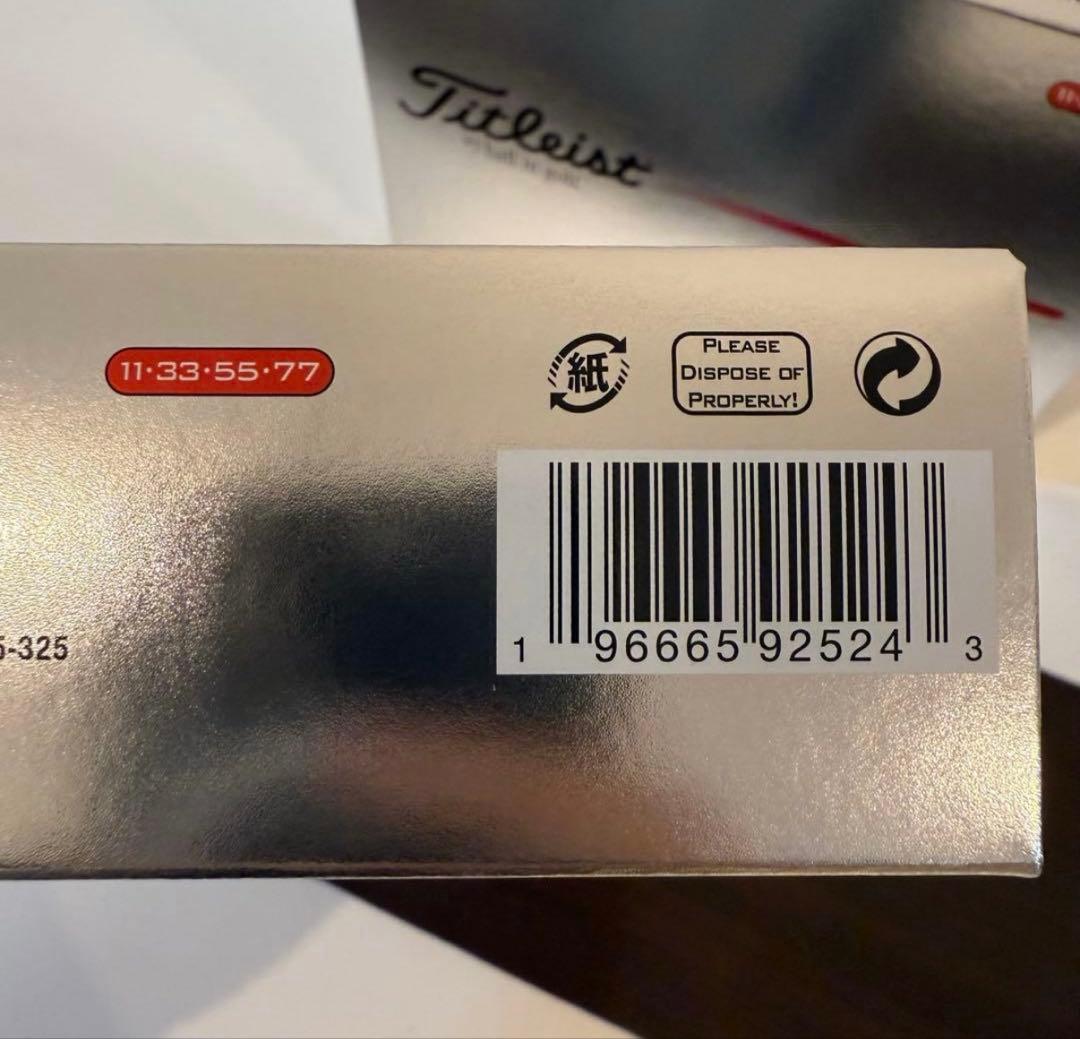 Titleist
11·33·55·77
紙
PLEASE
DISPOSE OF
PROPERLY!
5-325
1 96665 92524 3